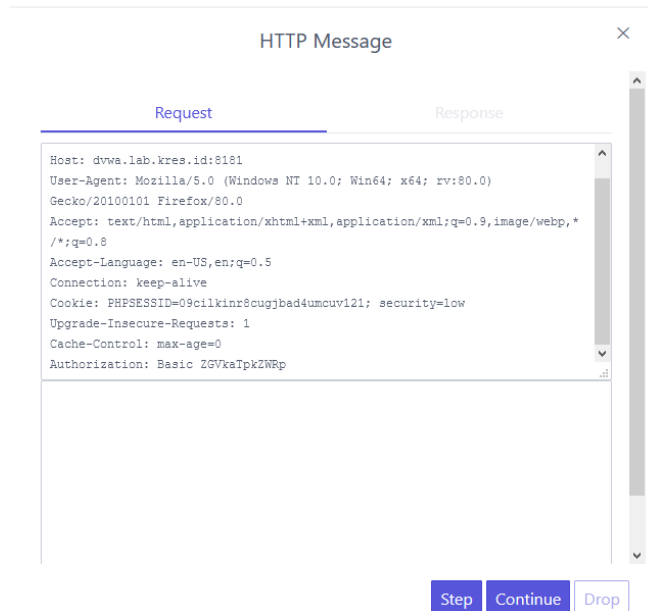 HTTP Message
Request
Response
Host: dvwa.lab.kres.id:8181
User-Agent: Mozilla/5.0 (Windows NT 10.0; Win64; x64; rv:80.0)
Gecko/20100101 Firefox/80.0
Accept: text/html,application/xhtml+xml,application/xml;q=0.9,image/webp,*
/*;q=0.8
Accept-Language: en-US,en;q=0.5
Connection: keep-alive
Cookie: PHPSESSID=09cilkinr8cugjbad4umcuv121; security=low
Upgrade-Insecure-Requests: 1
Cache-Control: max-age=0
Authorization: Basic ZGVkaTpkZWRp
Step
Continue
Drop